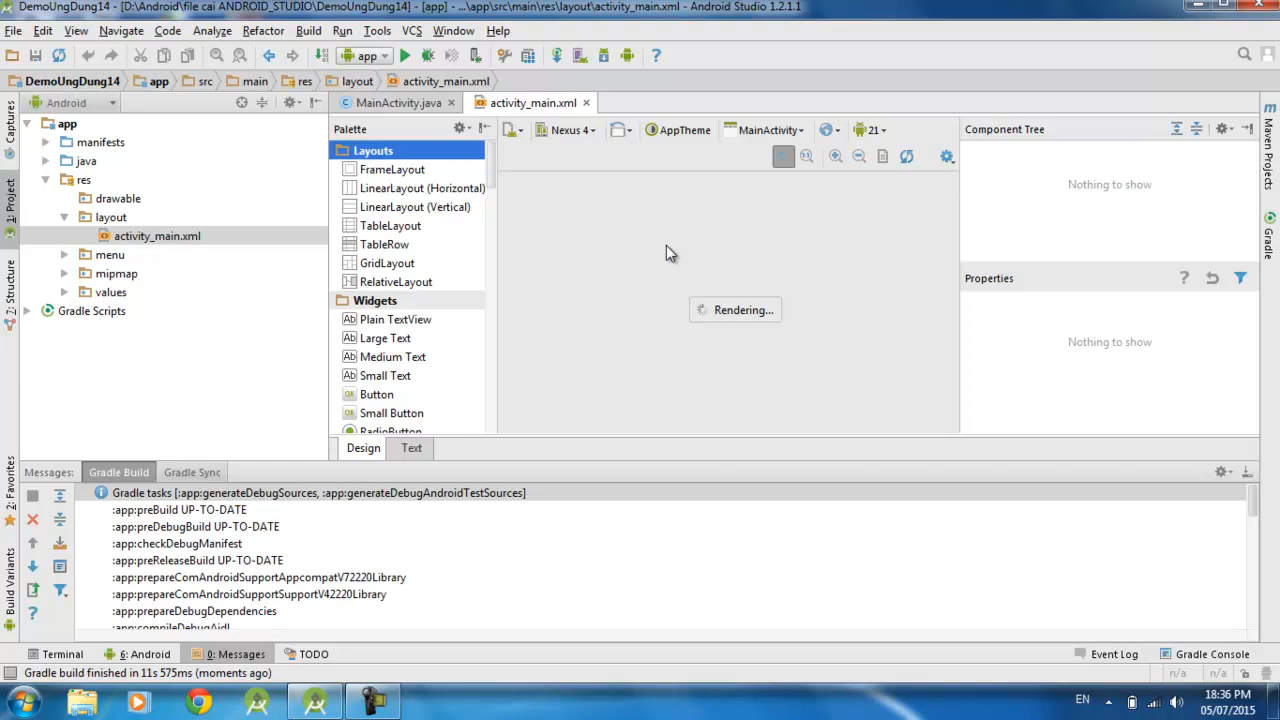 DemoUngDung14 - [D:\Android\file cai ANDROID_STUDIO\DemoUngDung14] - [app] - ...\app\src\main\res\layout\activity_main.xml - Android Studio 1.2.1.1
File Edit View Navigate Code Analyze Refactor Build Run Tools VCS Window Help
app
DemoUngDung14 app src main res layout activity_main.xml
Android
MainActivity.java activity_main.xml
Captures
1: Project
7: Structure
2: Favorites
Build Variants
app
manifests
java
res
drawable
layout
activity_main.xml
menu
mipmap
values
Gradle Scripts
Palette
Layouts
FrameLayout
LinearLayout (Horizontal)
LinearLayout (Vertical)
TableLayout
TableRow
GridLayout
RelativeLayout
Widgets
Plain TextView
Large Text
Medium Text
Small Text
Button
Small Button
RadioButton
Nexus 4 AppTheme MainActivity 21
Rendering...
Component Tree
Nothing to show
Properties
Nothing to show
m Maven Projects
Gradle
Design Text
Messages: Gradle Build Gradle Sync
Gradle tasks [:app:generateDebugSources, :app:generateDebugAndroidTestSources]
:app:preBuild UP-TO-DATE
:app:preDebugBuild UP-TO-DATE
:app:checkDebugManifest
:app:preReleaseBuild UP-TO-DATE
:app:prepareComAndroidSupportAppcompatV72220Library
:app:prepareComAndroidSupportSupportV42220Library
:app:prepareDebugDependencies
:app:compileDebugAidl
Terminal 6: Android 0: Messages TODO Event Log Gradle Console
Gradle build finished in 11s 575ms (moments ago) n/a n/a
EN 18:36 PM
05/07/2015